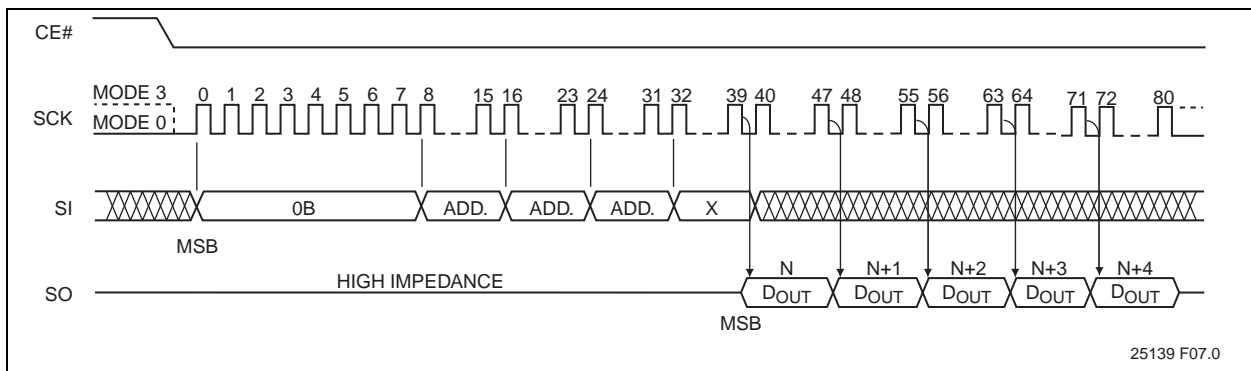 CE#
MODE 3
0 1 2 3 4 5 6 7 8 15 16 23 24 31 32 39 40 47 48 55 56 63 64 71 72 80
SCK
MODE 0
SI
0B ADD. ADD. ADD. X
MSB
HIGH IMPEDANCE
N N+1 N+2 N+3 N+4
SO
DOUT DOUT DOUT DOUT DOUT
MSB
25139 F07.0